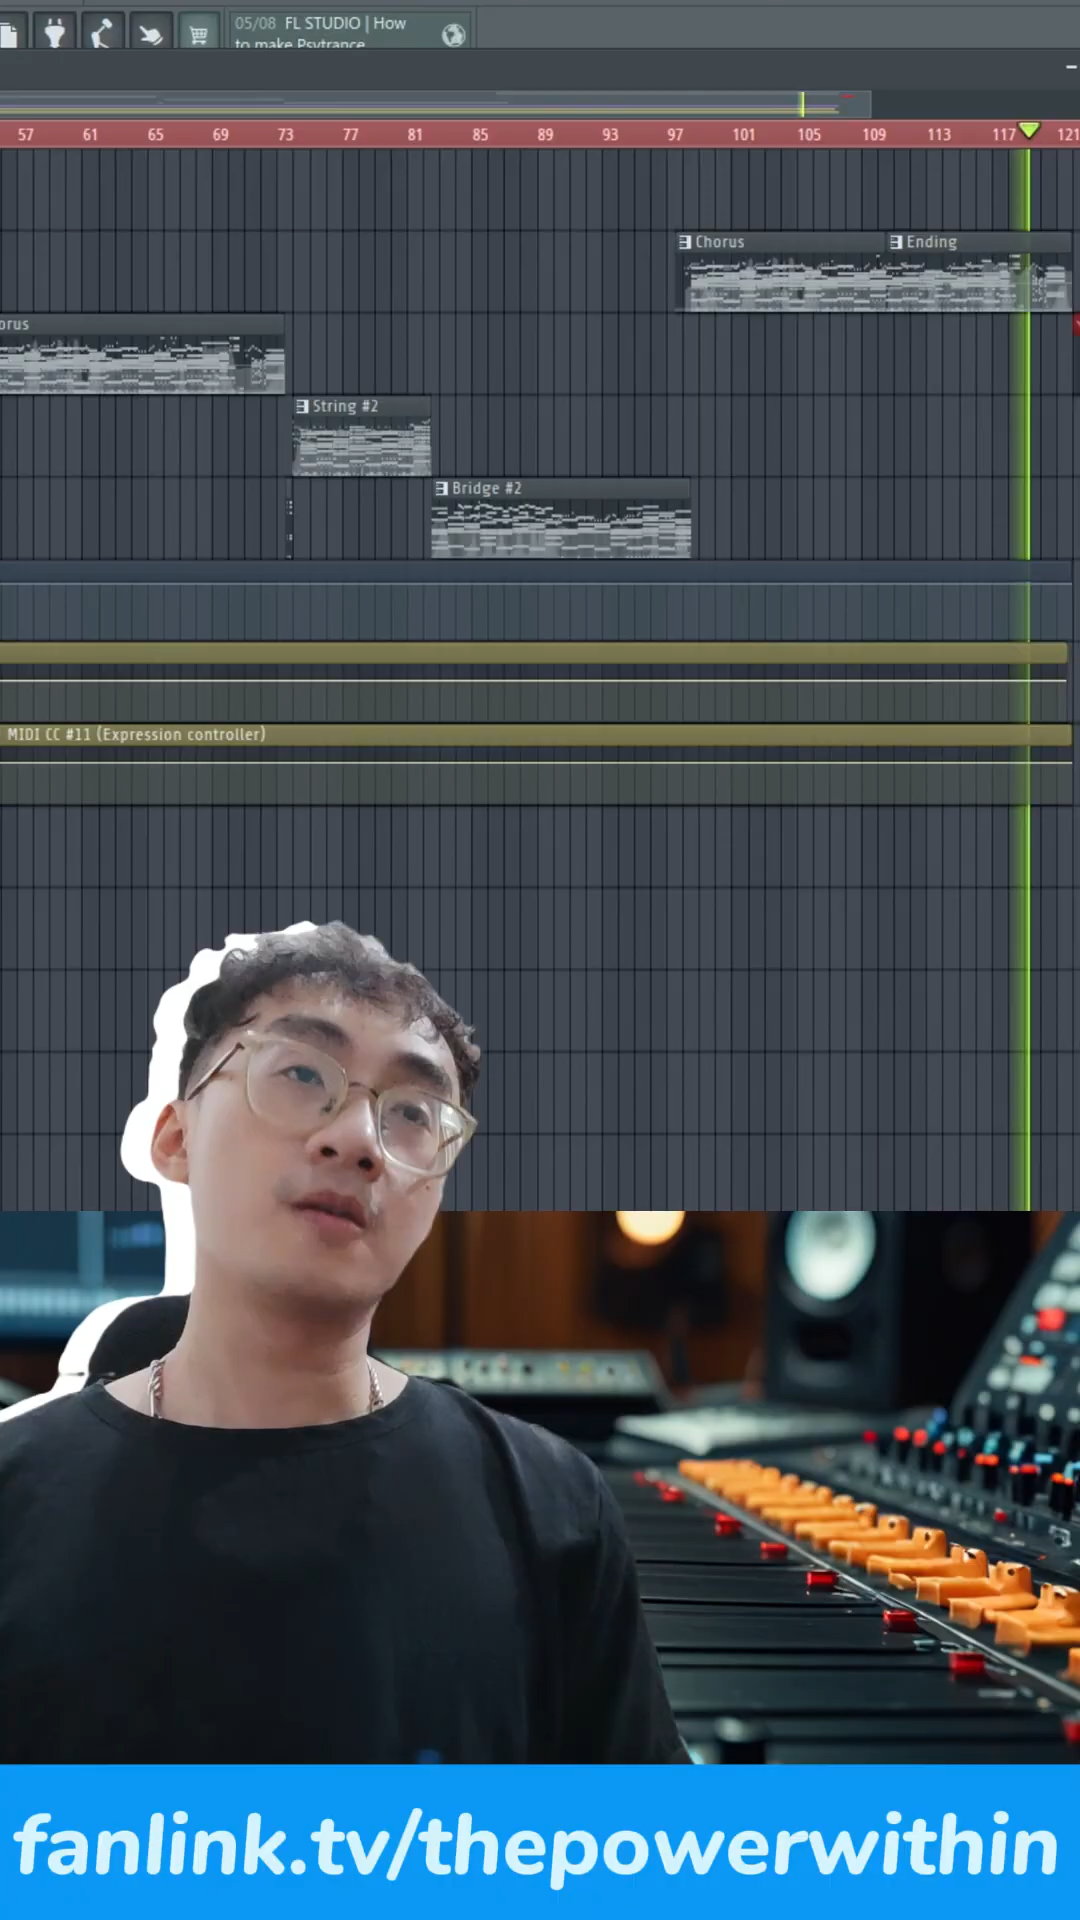 05/08 FL STUDIO | How
to make Psytrance
57 61 65 69 73 77 81 85 89 93 97 101 105 109 113 117 121
Chorus
Ending
orus
String #2
Bridge #2
MIDI CC #11 (Expression controller)
fanlink.tv/thepowerwithin